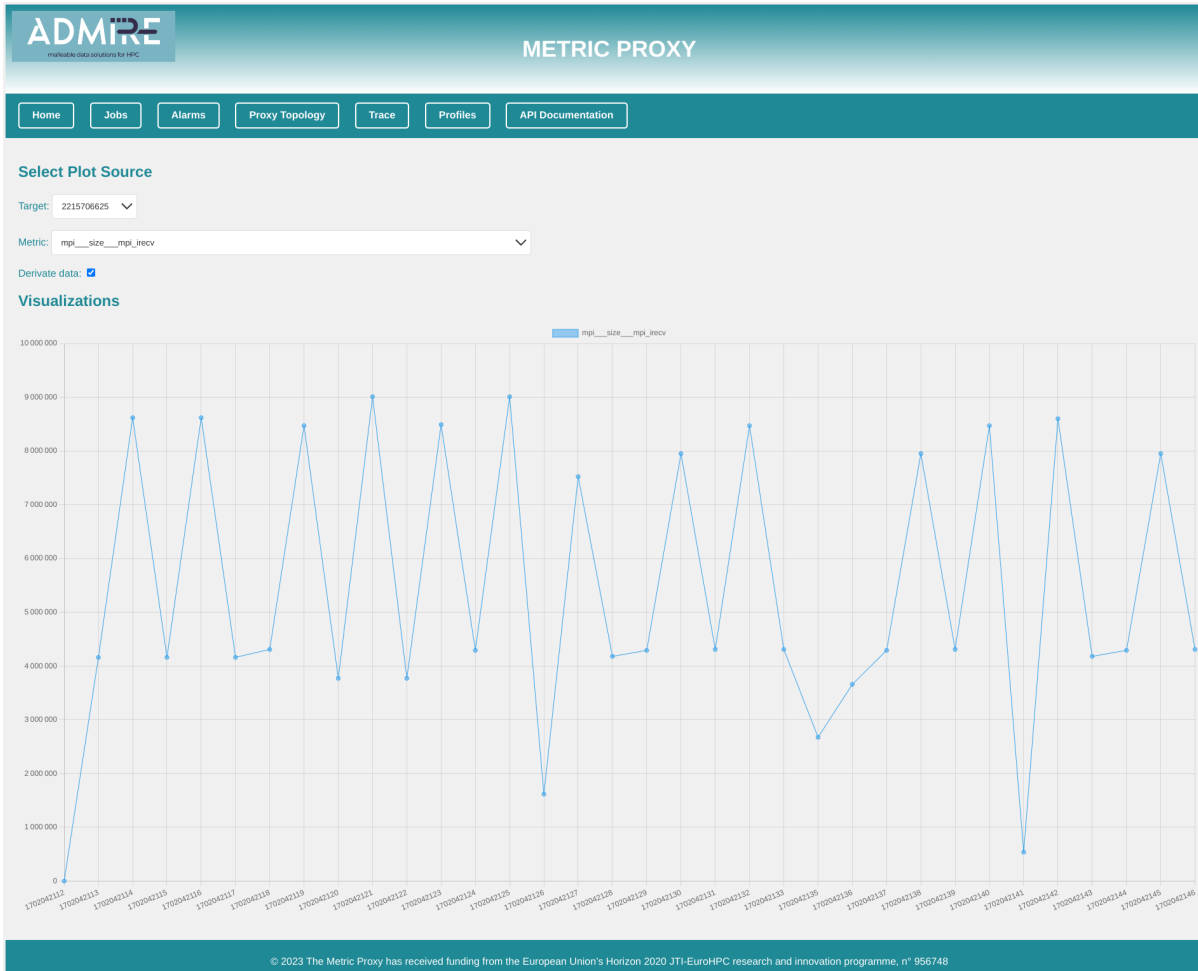 ADMIRE
malleable data solutions for HPC
METRIC PROXY
Home Jobs Alarms Proxy Topology Trace Profiles API Documentation
Select Plot Source
Target: 2215706625
Metric: mpi___size___mpi_irecv
Derivate data:
Visualizations
mpi___size___mpi_irecv
10 000 000
9 000 000
8 000 000
7 000 000
6 000 000
5 000 000
4 000 000
3 000 000
2 000 000
1 000 000
0
1702042112 1702042113 1702042114 1702042115 1702042116 1702042117 1702042118 1702042119 1702042120 1702042121 1702042122 1702042123 1702042124 1702042125 1702042126 1702042127 1702042128 1702042129 1702042130 1702042131 1702042132 1702042133 1702042135 1702042136 1702042137 1702042138 1702042139 1702042140 1702042141 1702042142 1702042143 1702042144 1702042145 1702042146
© 2023 The Metric Proxy has received funding from the European Union's Horizon 2020 JTI-EuroHPC research and innovation programme, n° 956748